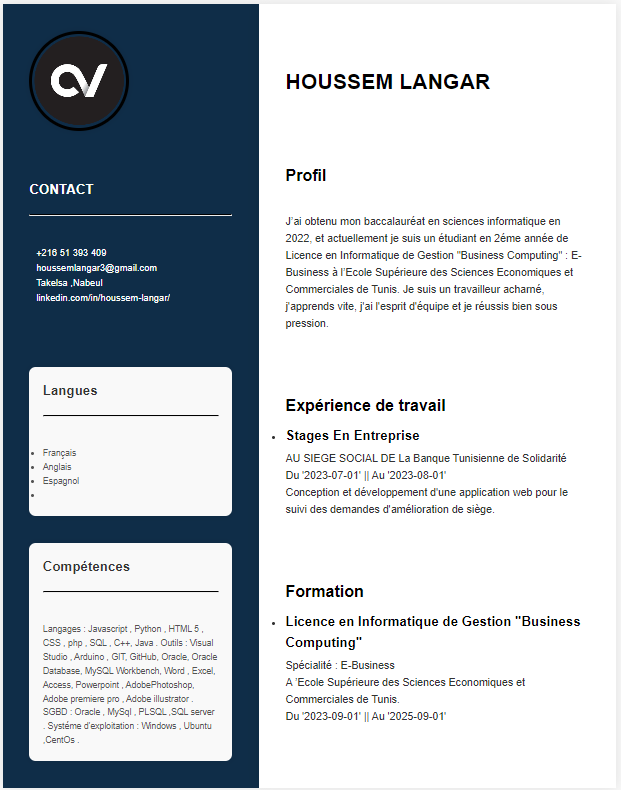 CV
CONTACT
+216 51 393 409
houssemlangar3@gmail.com
Takelsa ,Nabeul
linkedin.com/in/houssem-langar/
Langues
Français
Anglais
Espagnol
Compétences
Langages : Javascript , Python , HTML 5 ,
CSS , php , SQL , C++, Java . Outils : Visual
Studio , Arduino , GIT, GitHub, Oracle, Oracle
Database, MySQL Workbench, Word , Excel,
Access, Powerpoint , AdobePhotoshop,
Adobe premiere pro , Adobe illustrator .
SGBD : Oracle , MySql , PLSQL ,SQL server
. Systéme d'exploitation : Windows , Ubuntu
,CentOs .
HOUSSEM LANGAR
Profil
J'ai obtenu mon baccalauréat en sciences informatique en
2022, et actuellement je suis un étudiant en 2éme année de
Licence en Informatique de Gestion "Business Computing" : E-
Business à l'Ecole Supérieure des Sciences Economiques et
Commerciales de Tunis. Je suis un travailleur acharné,
j'apprends vite, j'ai l'esprit d'équipe et je réussis bien sous
pression.
Expérience de travail
Stages En Entreprise
AU SIEGE SOCIAL DE La Banque Tunisienne de Solidarité
Du '2023-07-01' || Au '2023-08-01'
Conception et développement d'une application web pour le
suivi des demandes d'amélioration de siège.
Formation
Licence en Informatique de Gestion "Business
Computing"
Spécialité : E-Business
A 'Ecole Supérieure des Sciences Economiques et
Commerciales de Tunis.
Du '2023-09-01' || Au '2025-09-01'